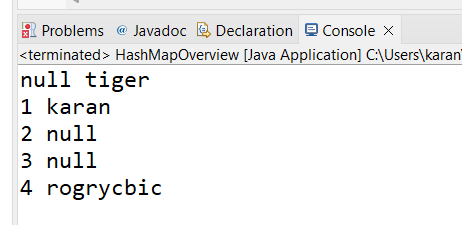 Problems @ Javadoc Declaration Console
<terminated> HashMapOverview [Java Application] C:\Users\karan
null tiger
1 karan
2 null
3 null
4 rogrycbic